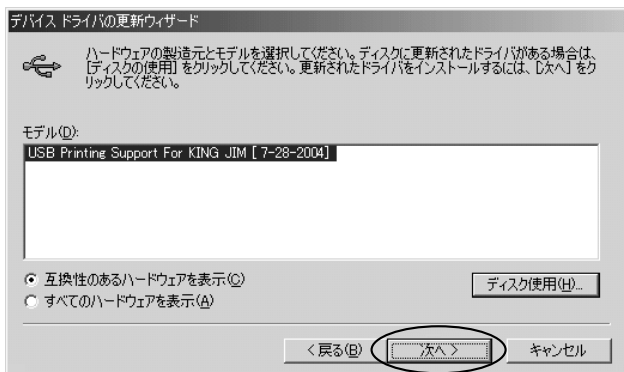 デバイス ドライバの更新ウィザード
ハードウェアの製造元とモデルを選択してください。ディスクに更新されたドライバがある場合は、
[ディスクの使用] をクリックしてください。更新されたドライバをインストールするには、[次へ] をク
リックしてください。
モデル(D):
USB Printing Support For KING JIM [ 7-28-2004]
互換性のあるハードウェアを表示(C)
すべてのハードウェアを表示(A)
ディスク使用(H)...
< 戻る(B)
次へ >
キャンセル